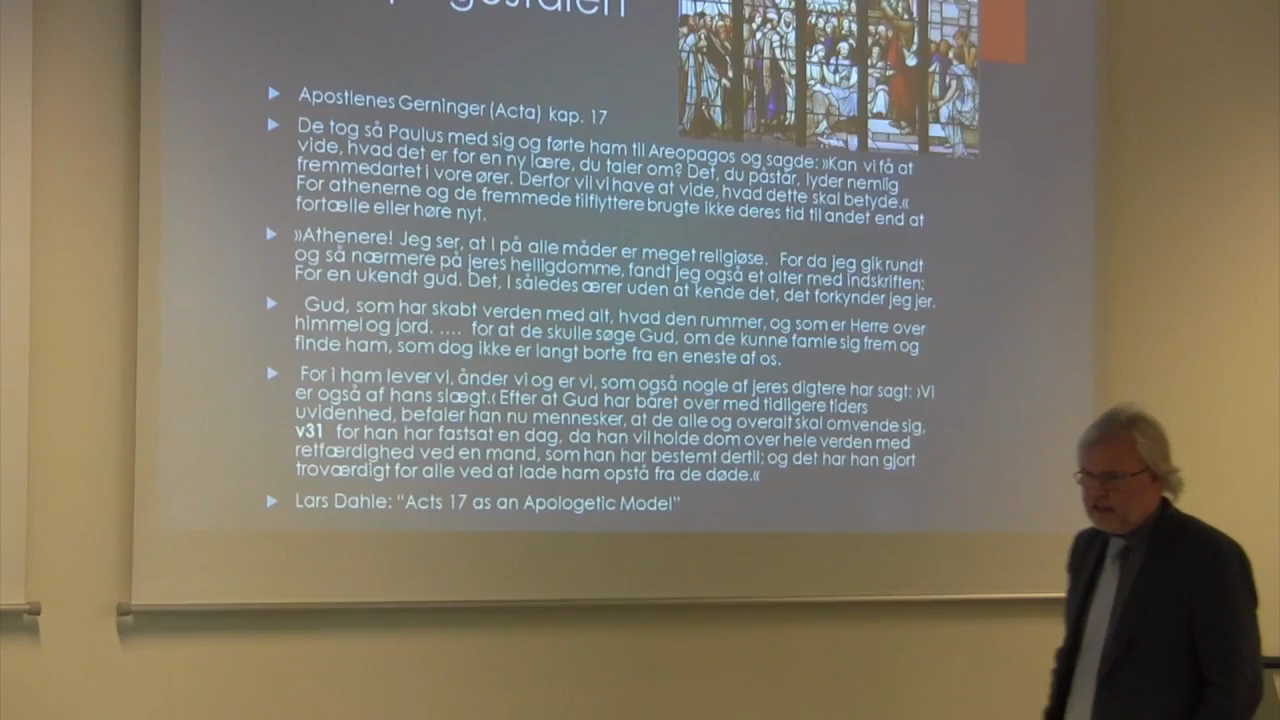 Apostlenes Gerninger (Acta) kap. 17
De tog så Paulus med sig og førte ham til Areopagos og sagde: »Kan vi få at
vide, hvad det er for en ny lære, du taler om? Det, du påstår, lyder nemlig
fremmedartet i vore ører. Derfor vil vi have at vide, hvad dette skal betyde.«
For athenerne og de fremmede tilflyttere brugte ikke deres tid til andet end at
fortælle eller høre nyt.
»Athenere! Jeg ser, at I på alle måder er meget religiøse. For da jeg gik rundt
og så nærmere på jeres helligdomme, fandt jeg også et alter med indskriften:
For en ukendt gud. Det, I således ærer uden at kende det, det forkynder jeg jer.
Gud, som har skabt verden med alt, hvad den rummer, og som er Herre over
himmel og jord. .... for at de skulle søge Gud, om de kunne famle sig frem og
finde ham, som dog ikke er langt borte fra en eneste af os.
For i ham lever vi, ånder vi og er vi, som også nogle af jeres digtere har sagt: ›Vi
er også af hans slægt.‹ Efter at Gud har båret over med tidligere tiders
uvidenhed, befaler han nu mennesker, at de alle og overalt skal omvende sig,
v31 for han har fastsat en dag, da han vil holde dom over hele verden med
retfærdighed ved en mand, som han har bestemt dertil; og det har han gjort
troværdigt for alle ved at lade ham opstå fra de døde.«
Lars Dahle: "Acts 17 as an Apologetic Model"